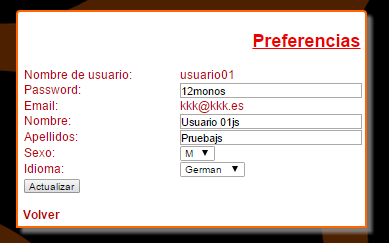 Preferencias
Nombre de usuario: usuario01
Password: 12monos
Email: kkk@kkk.es
Nombre: Usuario 01js
Apellidos: Pruebajs
Sexo: M
Idioma: German
Actualizar
Volver